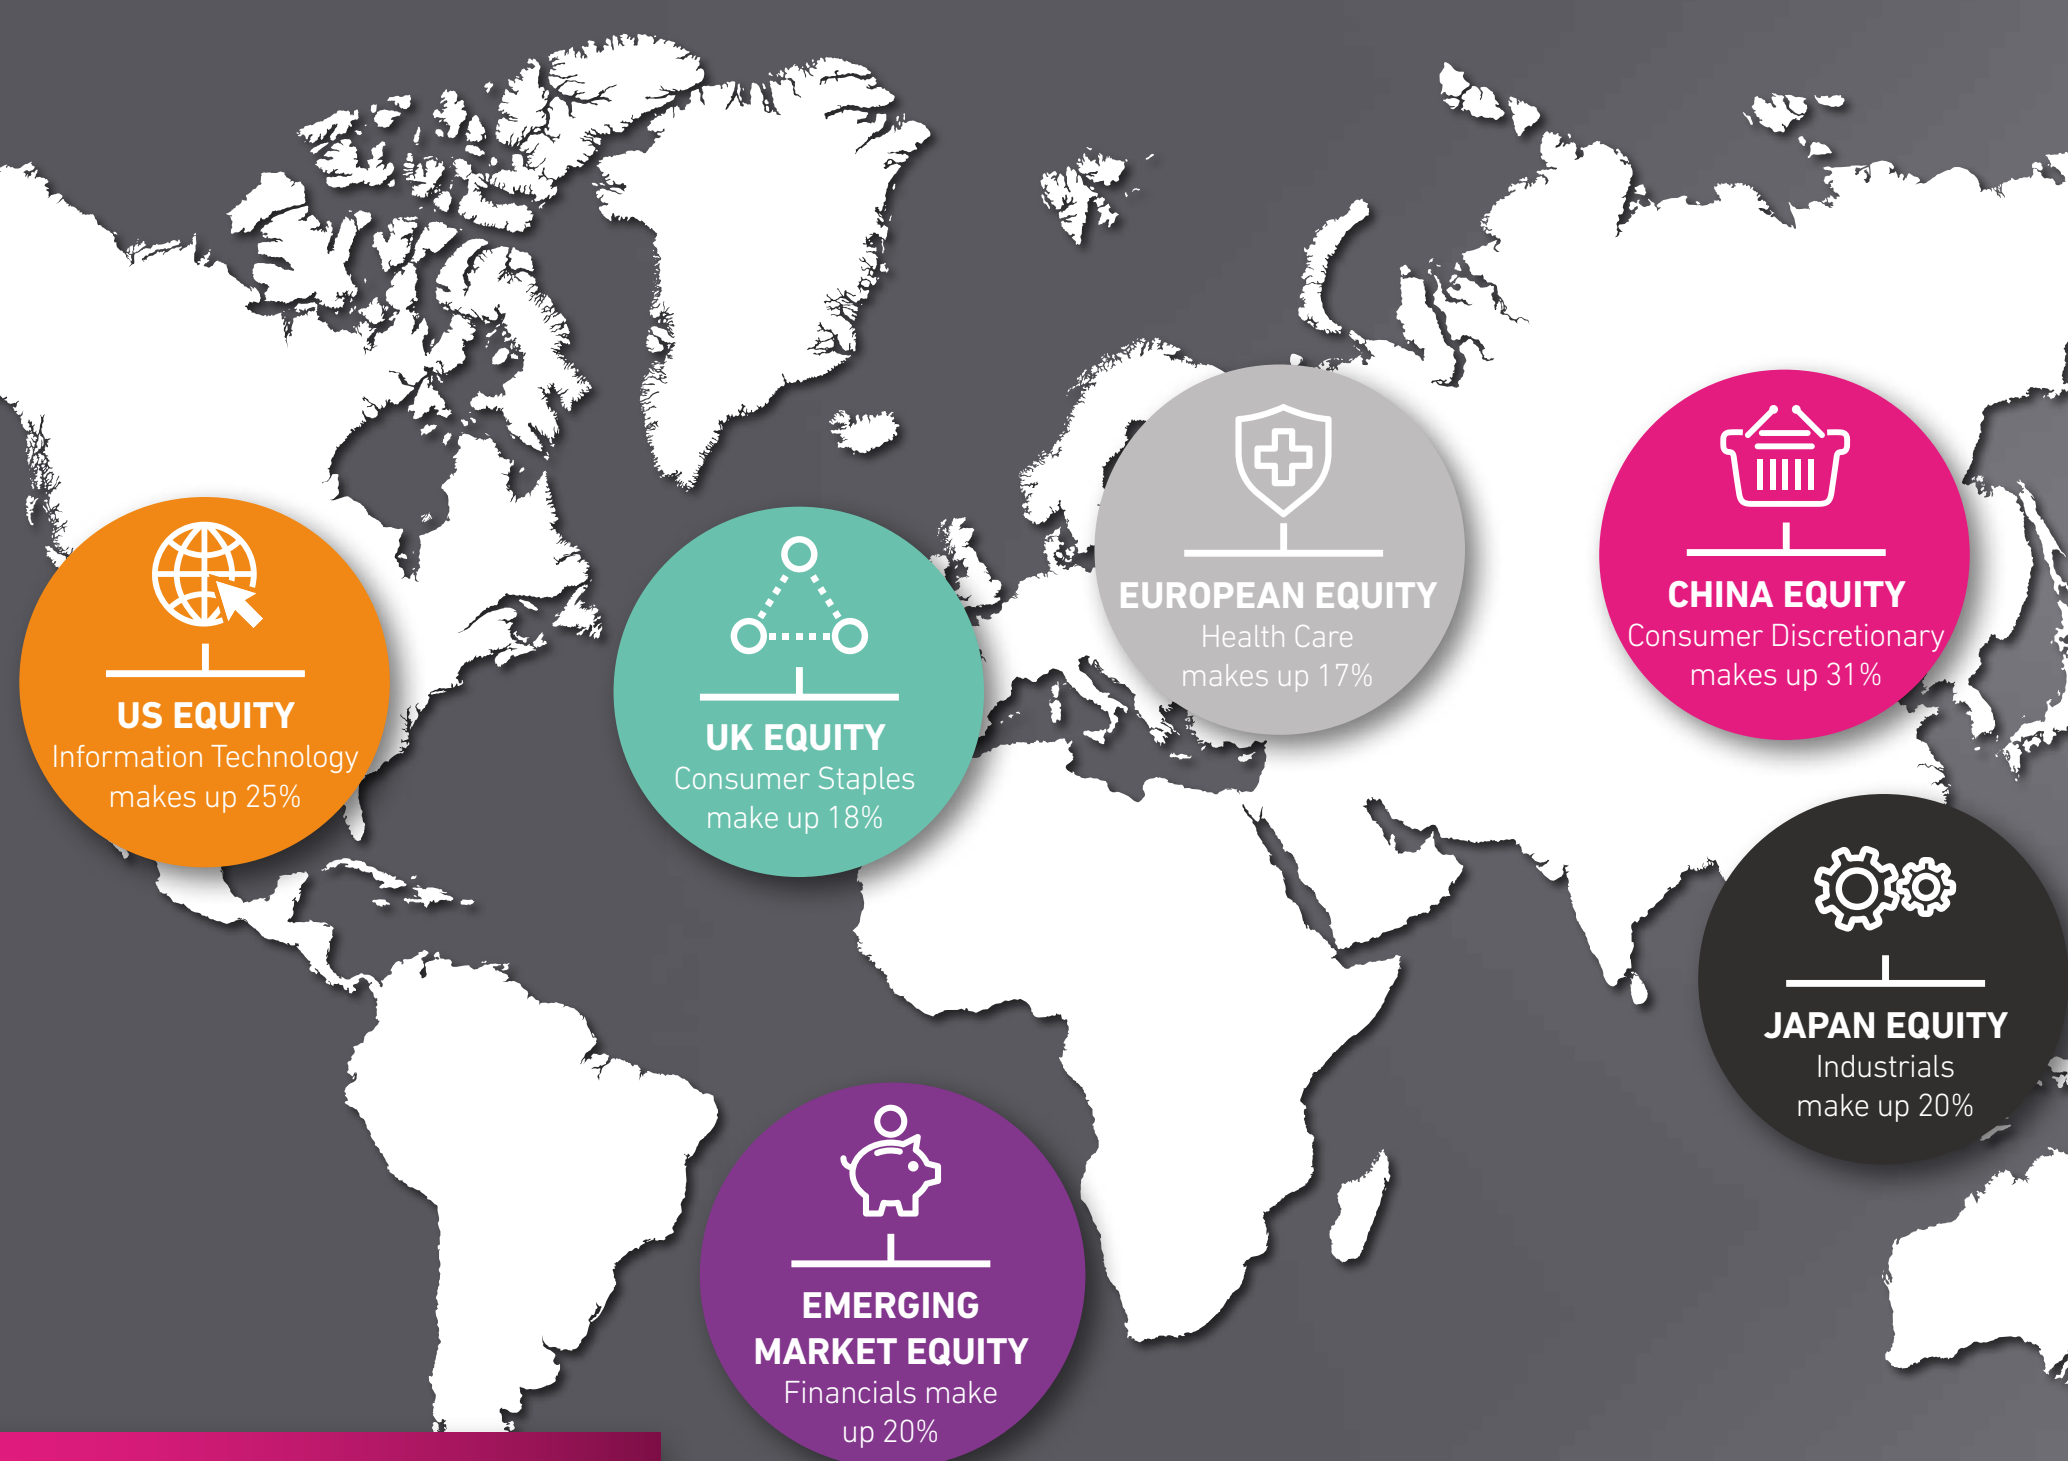 US EQUITY
Information Technology
makes up 25%
UK EQUITY
Consumer Staples
make up 18%
EUROPEAN EQUITY
Health Care
makes up 17%
CHINA EQUITY
Consumer Discretionary
makes up 31%
JAPAN EQUITY
Industrials
make up 20%
EMERGING
MARKET EQUITY
Financials make
up 20%